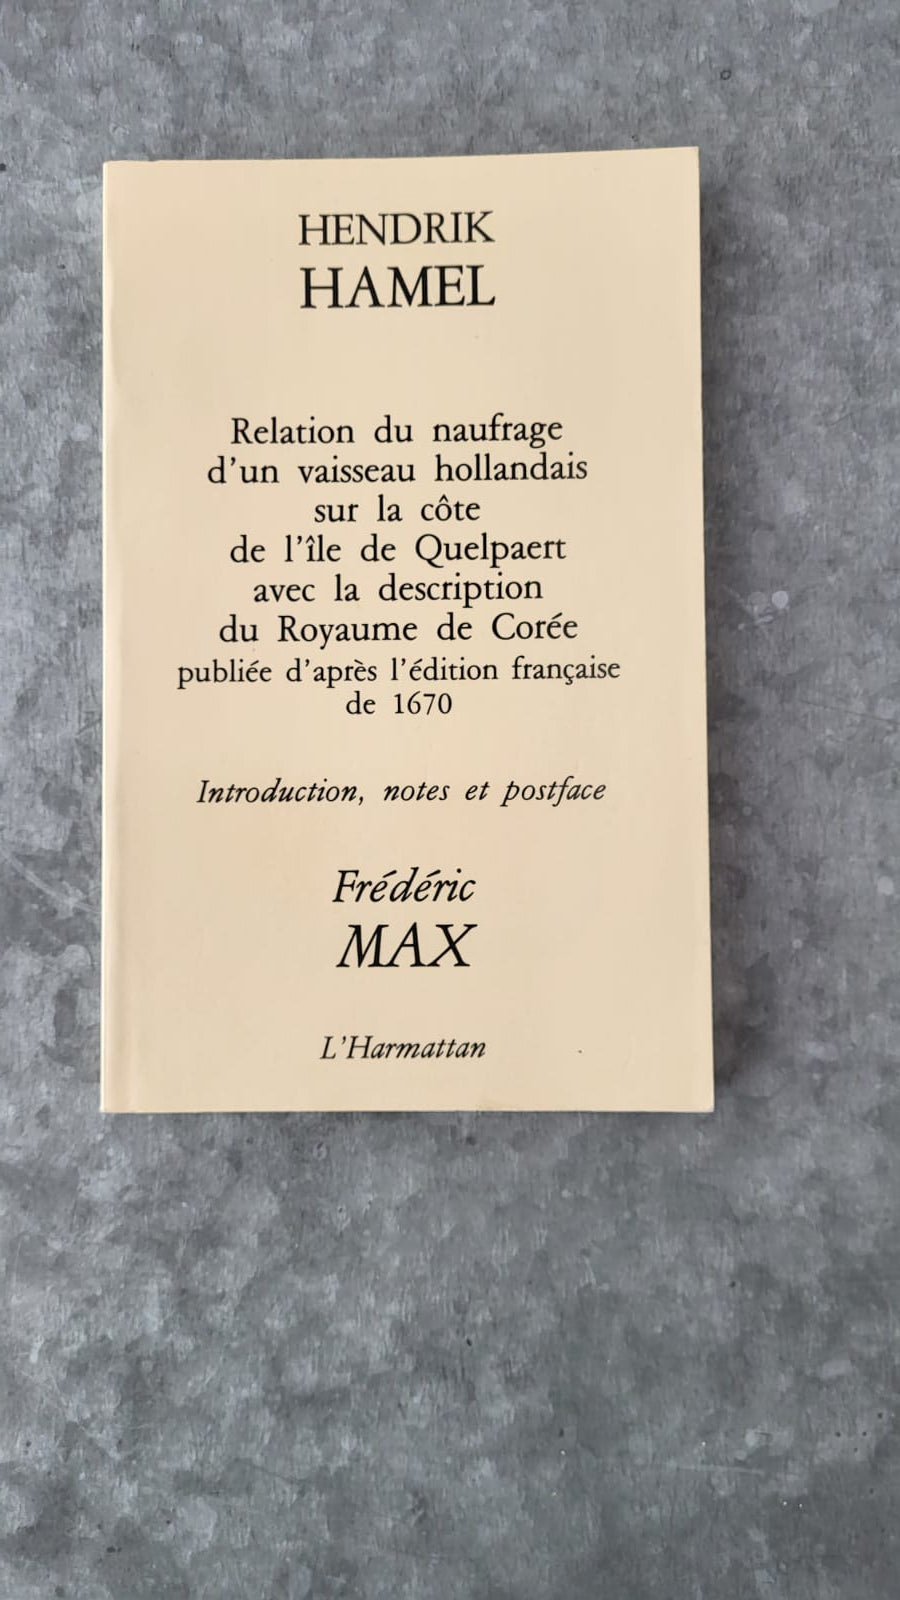 HENDRIK
HAMEL
Relation du naufrage
d'un vaisseau hollandais
sur la côte
de l'île de Quelpaert
avec la description
du Royaume de Corée
publiée d'après l'édition française
de 1670
Introduction, notes et postface
Frédéric
MAX
L'Harmattan